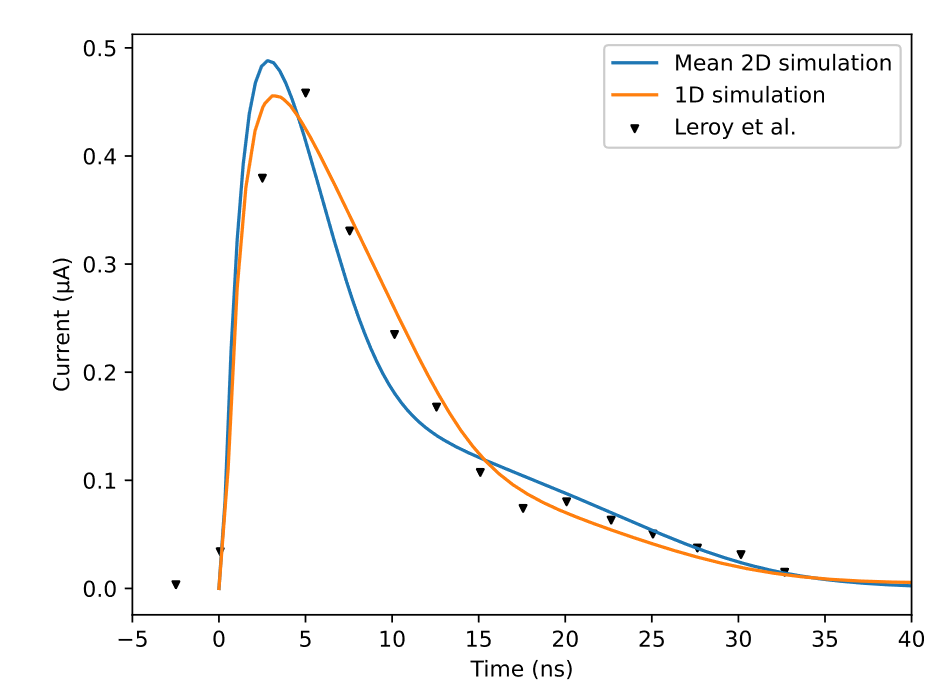 0.5
0.4
0.3
0.2
0.1
0.0
Current (µA)
−5 0 5 10 15 20 25 30 35 40
Time (ns)
Mean 2D simulation
1D simulation
Leroy et al.